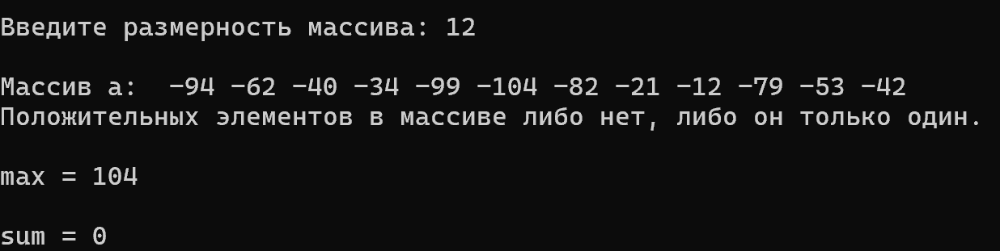 Введите размерность массива: 12
Массив a:  -94 -62 -40 -34 -99 -104 -82 -21 -12 -79 -53 -42
Положительных элементов в массиве либо нет, либо он только один.
max = 104
sum = 0